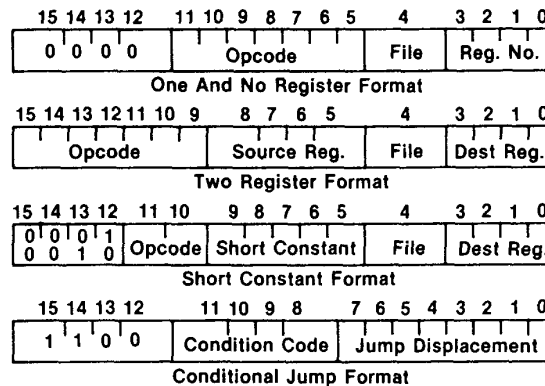 15 14 13 12 11 10 9 8 7 6 5 4 3 2 1 0
0 0 0 0 Opcode File Reg. No.
One And No Register Format
15 14 13 12 11 10 9 8 7 6 5 4 3 2 1 0
Opcode Source Reg. File Dest Reg.
Two Register Format
15 14 13 12 11 10 9 8 7 6 5 4 3 2 1 0
0 0 0 1
0 0 1 0 Opcode Short Constant File Dest Reg.
Short Constant Format
15 14 13 12 11 10 9 8 7 6 5 4 3 2 1 0
1 1 0 0 Condition Code Jump Displacement
Conditional Jump Format